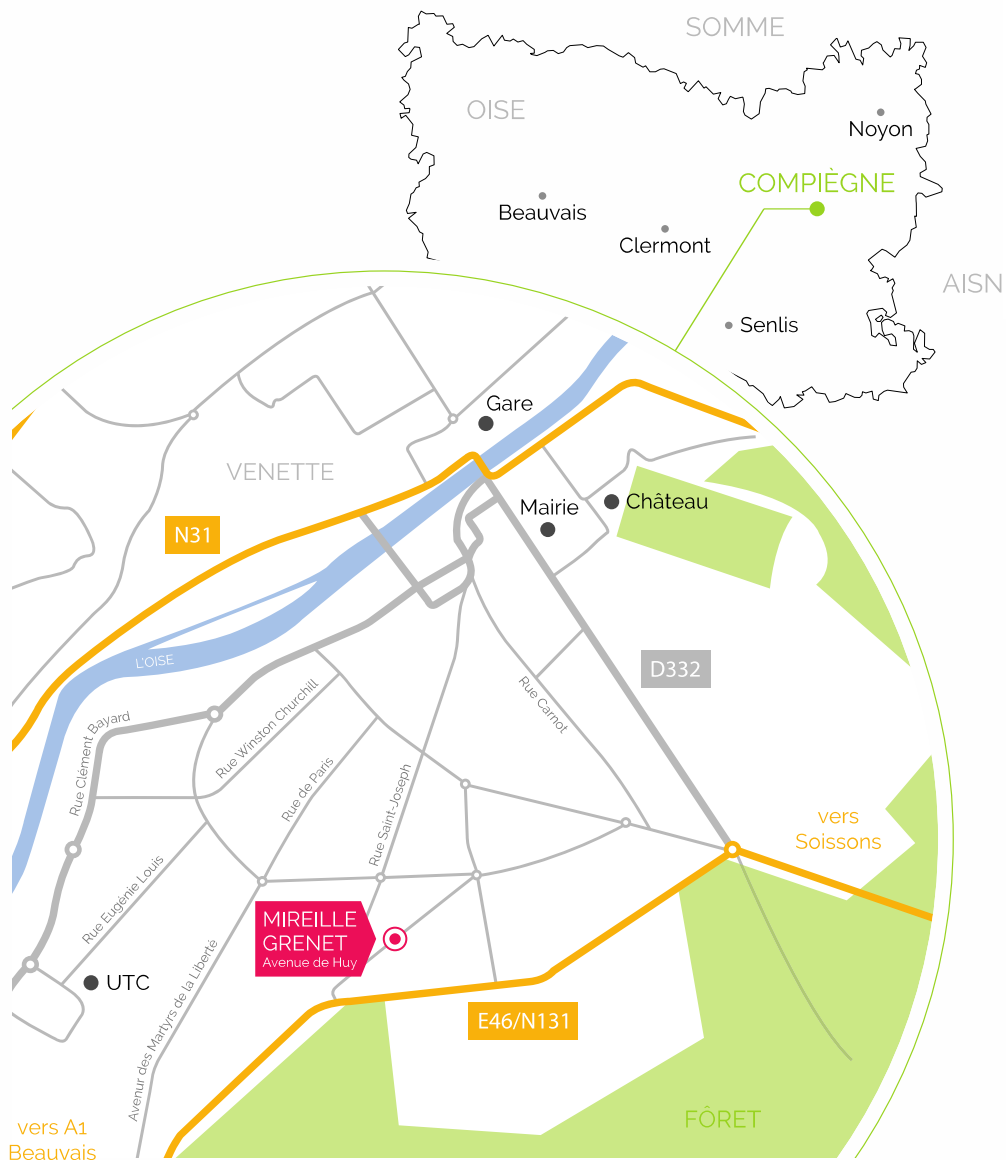 SOMME
OISE
Noyon
COMPIÈGNE
Beauvais
Clermont
AISN
Senlis
Gare
VENETTE
Mairie
Château
N31
L'OISE
D332
Rue Carnot
Rue Winston Churchill
Rue Clément Bayard
Rue de Paris
Rue Saint-Joseph
vers
Soissons
Rue Eugénie Louis
MIREILLE
GRENET
Avenue de Huy
UTC
Avenur des Martyrs de la Liberté
E46/N131
FÔRET
vers A1
Beauvais